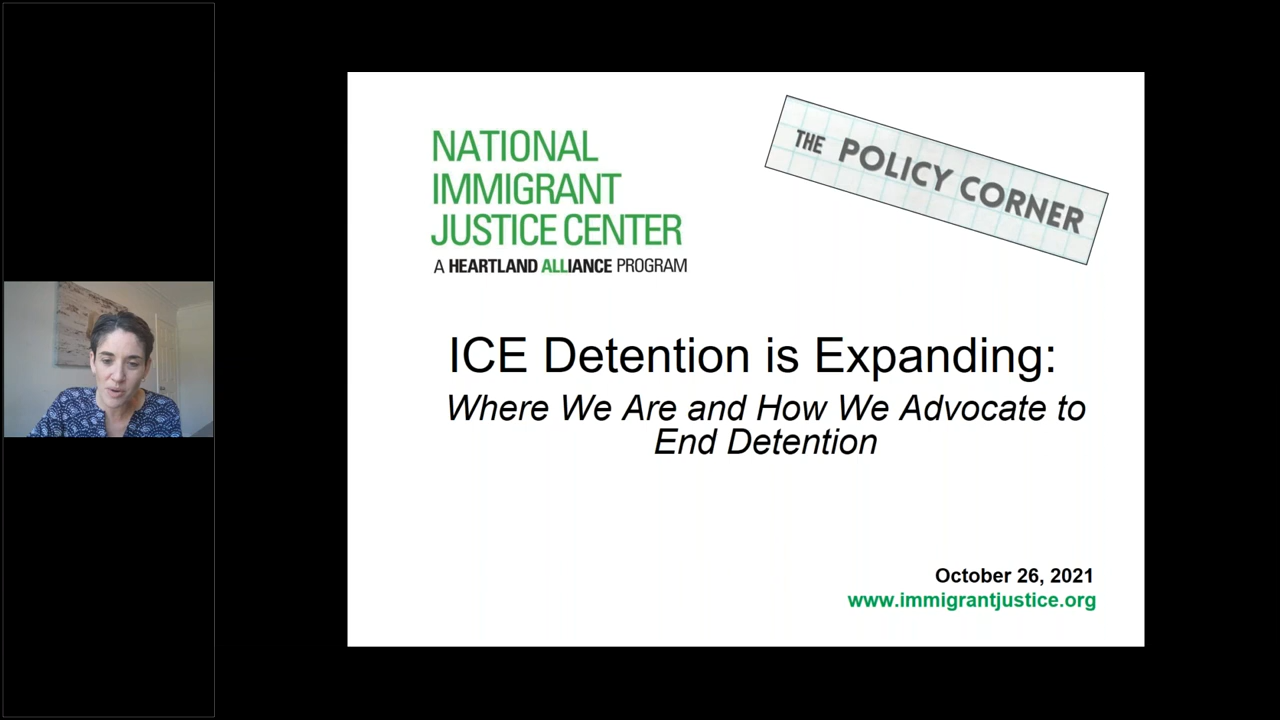 NATIONAL
IMMIGRANT
JUSTICE CENTER
A HEARTLAND ALLIANCE PROGRAM
THE POLICY CORNER
ICE Detention is Expanding:
Where We Are and How We Advocate to
End Detention
October 26, 2021
www.immigrantjustice.org